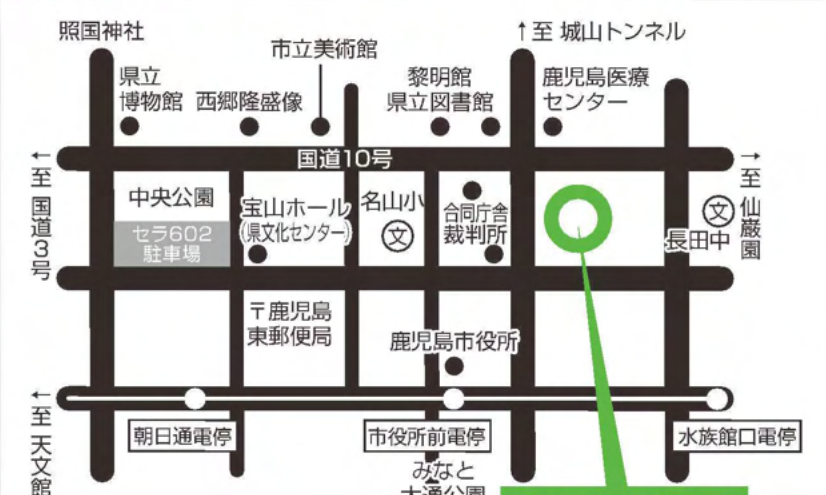 照国神社
↑至 城山トンネル
市立美術館
県立
博物館
西郷隆盛像
黎明館
県立図書館
鹿児島医療
センター
国道10号
←至 国道3号
→至 仙巌園
中央公園
セラ602
駐車場
宝山ホール
(県文化センター)
名山小
文
合同庁舎
裁判所
文
長田中
〒鹿児島
東郵便局
鹿児島市役所
←至 天文館
朝日通電停
市役所前電停
水族館口電停
みなと
大通公園